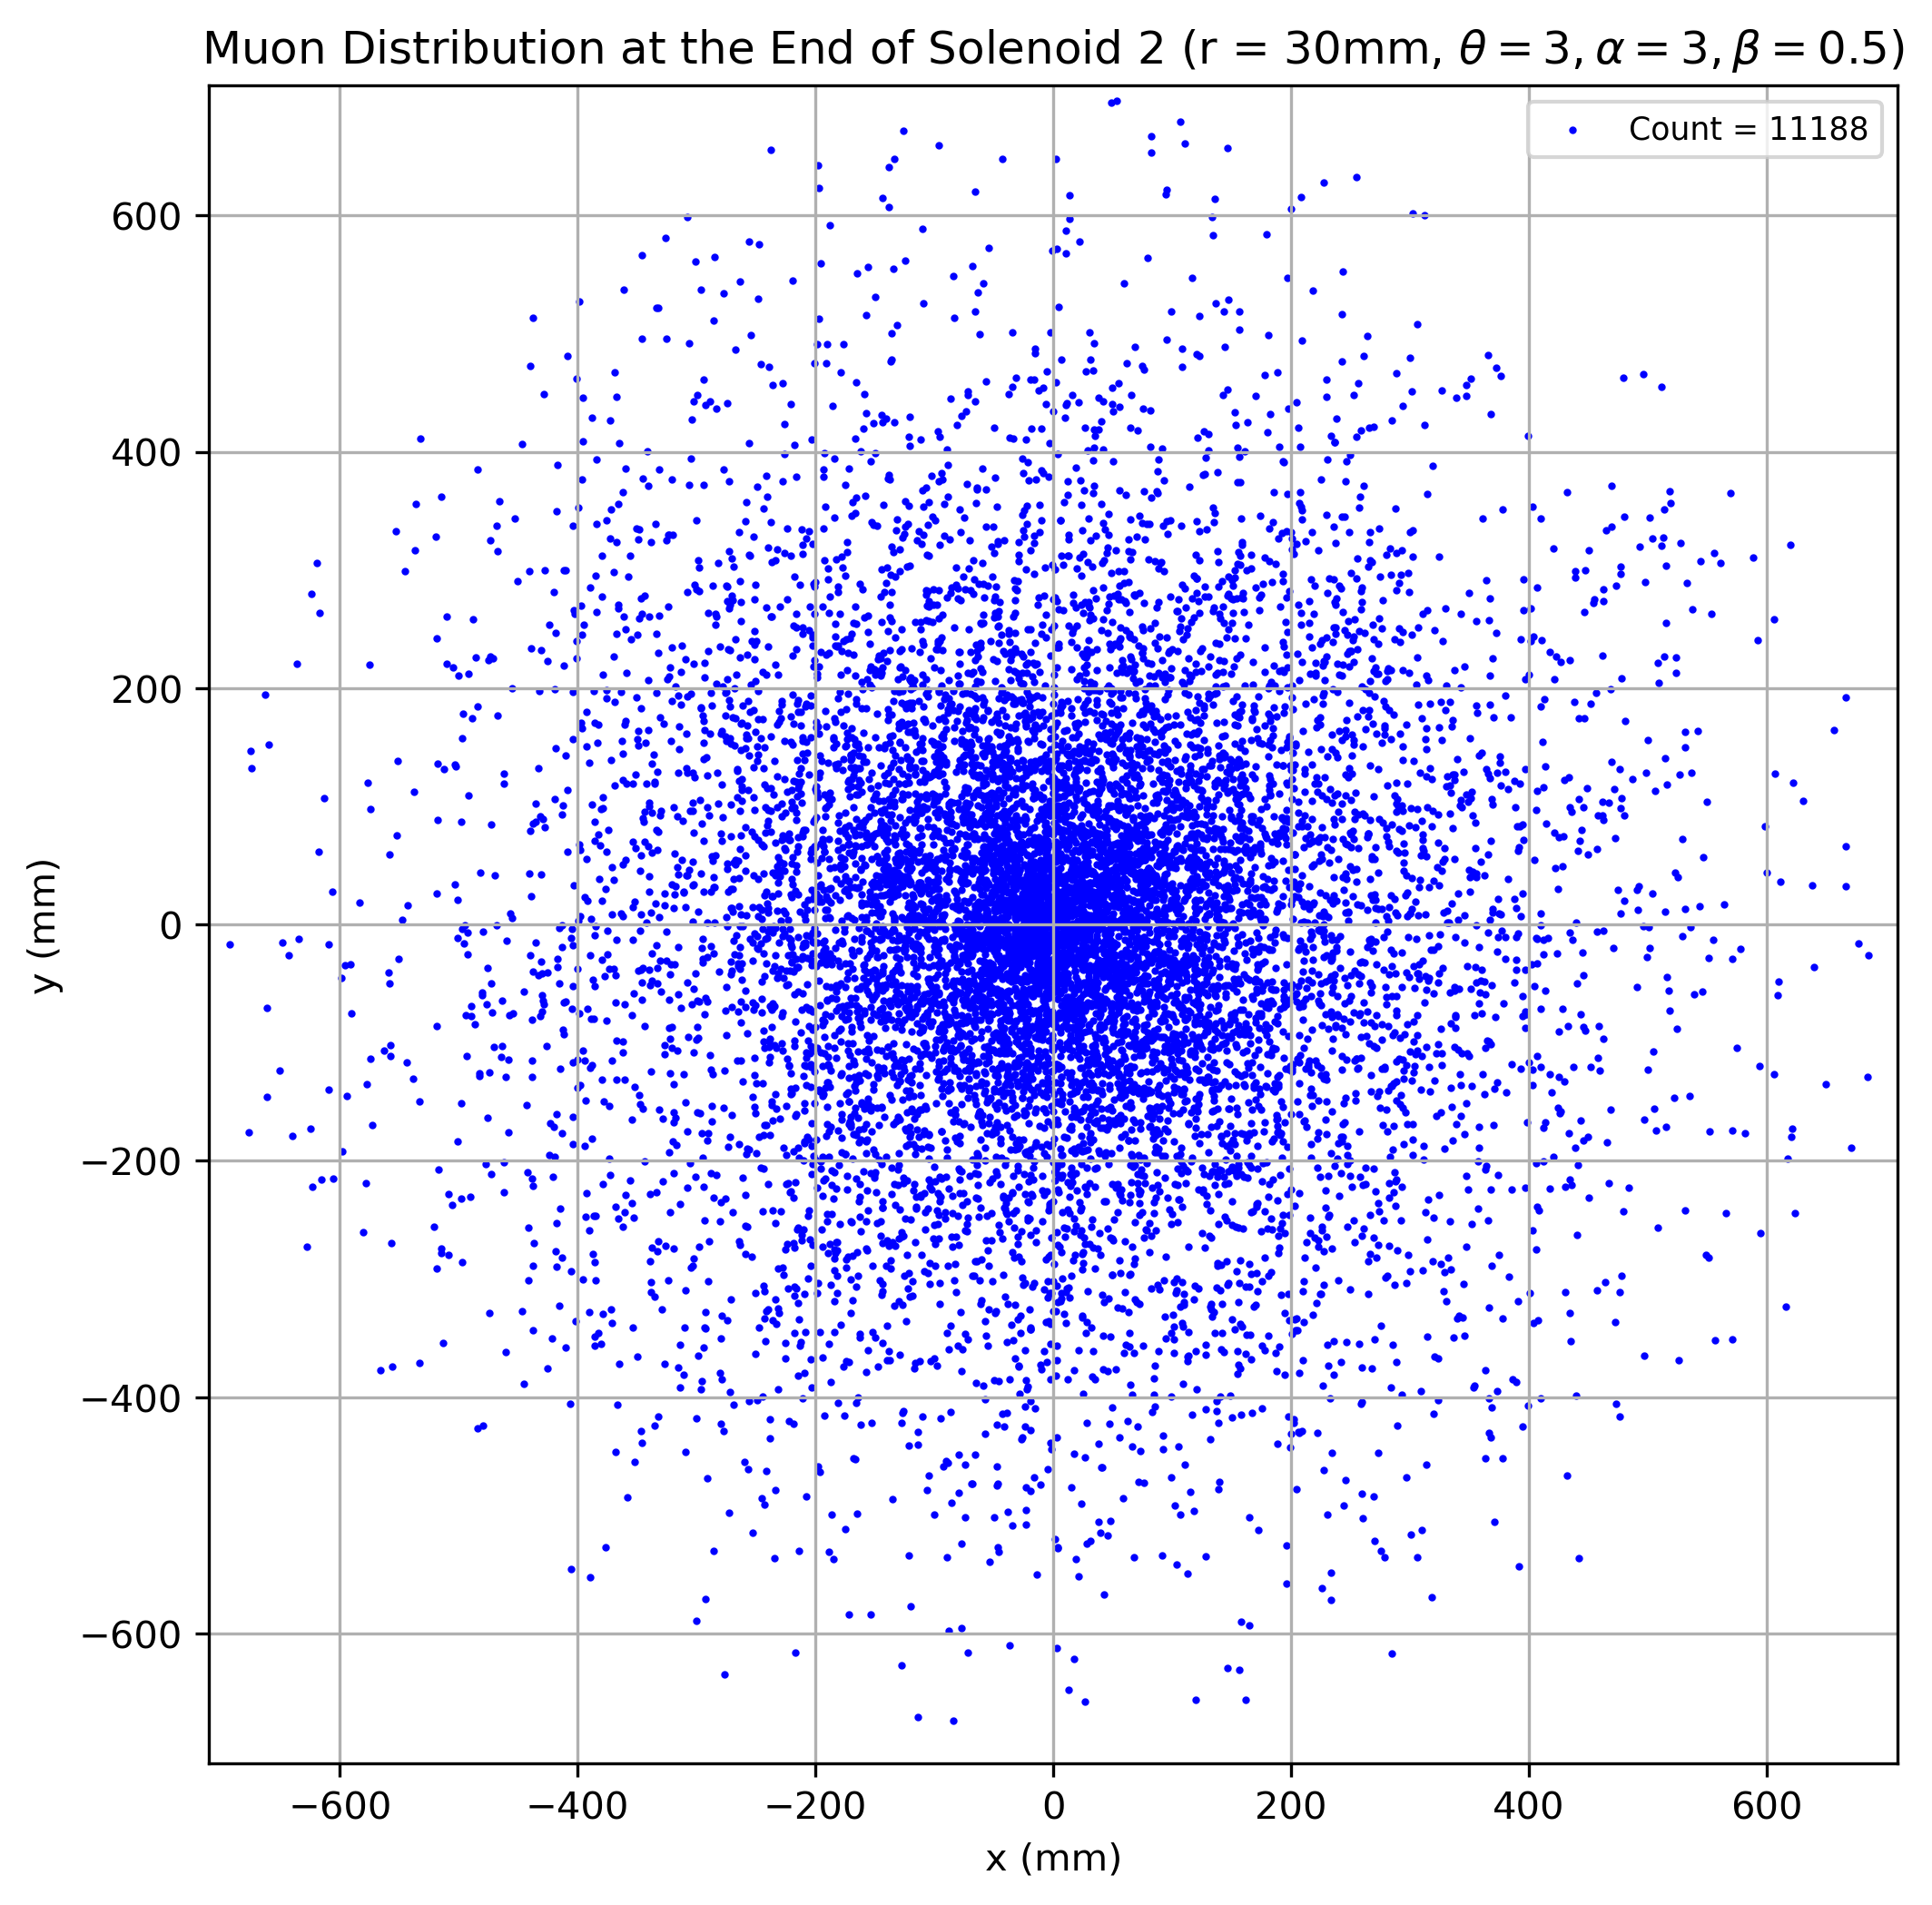 Muon Distribution at the End of Solenoid 2 (r = 30mm, θ = 3, α = 3, β = 0.5)
Count = 11188
600
400
200
0
−200
−400
−600
y (mm)
−600 −400 −200 0 200 400 600
x (mm)